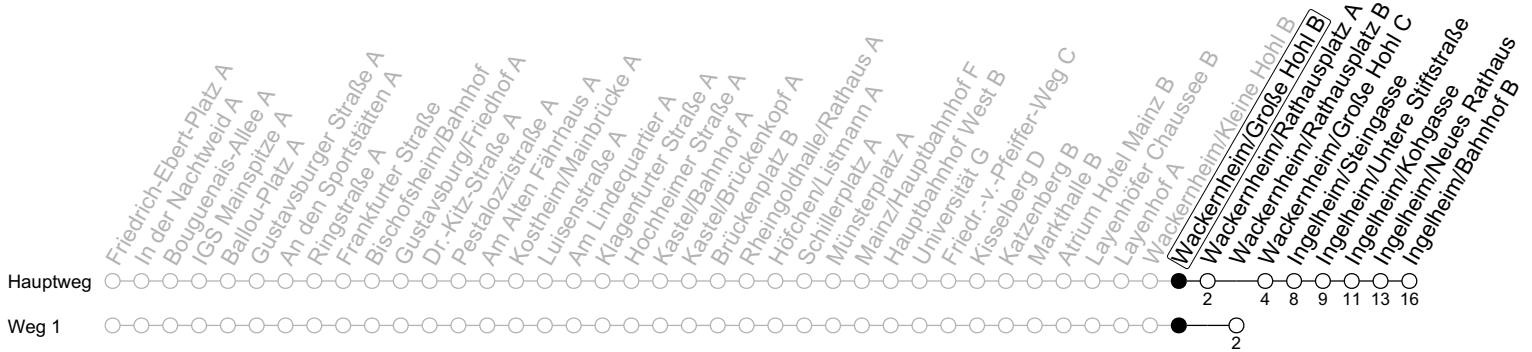 Friedrich-Ebert-Platz A
In der Nachtweid A
Bouguenais-Allee A
IGS Mainspitze A
Ballou-Platz A
Gustavsburger Straße A
An den Sportstätten A
Ringstraße A
Frankfurter Straße
Bischofsheim/Bahnhof
Gustavsburg/Friedhof A
Dr.-Kitz-Straße A
Pestalozzistraße A
Am Alten Fährhaus A
Kostheim/Mainbrücke A
Luisenstraße A
Am Lindequartier A
Klagenfurter Straße A
Hochheimer Straße A
Kastel/Bahnhof A
Kastel/Brückenkopf A
Brückenplatz B
Rheingoldhalle/Rathaus A
Höfchen/Listmann A
Schillerplatz A
Münsterplatz A
Mainz/Hauptbahnhof F
Hauptbahnhof West B
Universität G
Friedr.-v.-Pfeiffer-Weg C
Kisselberg D
Katzenberg B
Markthalle B
Atrium Hotel Mainz B
Layenhöfer Chaussee B
Layenhof A
Wackernheim/Kleine Hohl B
Wackernheim/Große Hohl B
Wackernheim/Rathausplatz A
Wackernheim/Rathausplatz B
Wackernheim/Große Hohl C
Ingelheim/Steingasse
Ingelheim/Untere Stiftstraße
Ingelheim/Kohgasse
Ingelheim/Neues Rathaus
Ingelheim/Bahnhof B
Hauptweg
2 4 8 9 11 13 16
Weg 1
2